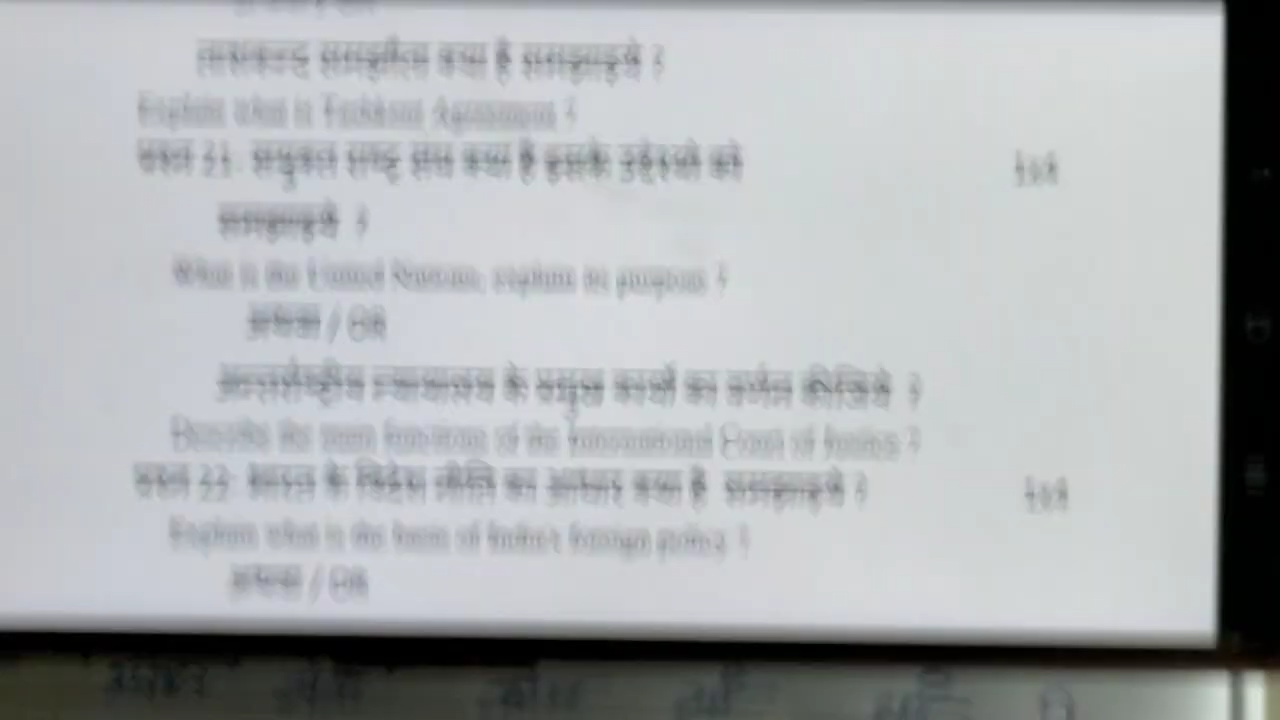 ताशकन्द समझौता क्या है समझाइये ?
Explain what is Tashkent Agreement ?
प्रश्न 21. संयुक्त राष्ट्र संघ क्या है इसके उद्देश्यों को
समझाइये ?
What is the United Nations, explain its purposes ?
अथवा / OR
अन्तर्राष्ट्रीय न्यायालय के प्रमुख कार्यों का वर्णन कीजिये ?
Describe the main functions of the International Court of Justice ?
प्रश्न 22. भारत के विदेश नीति का आधार क्या है समझाइये ?
Explain what is the basis of India's foreign policy ?
अथवा / OR